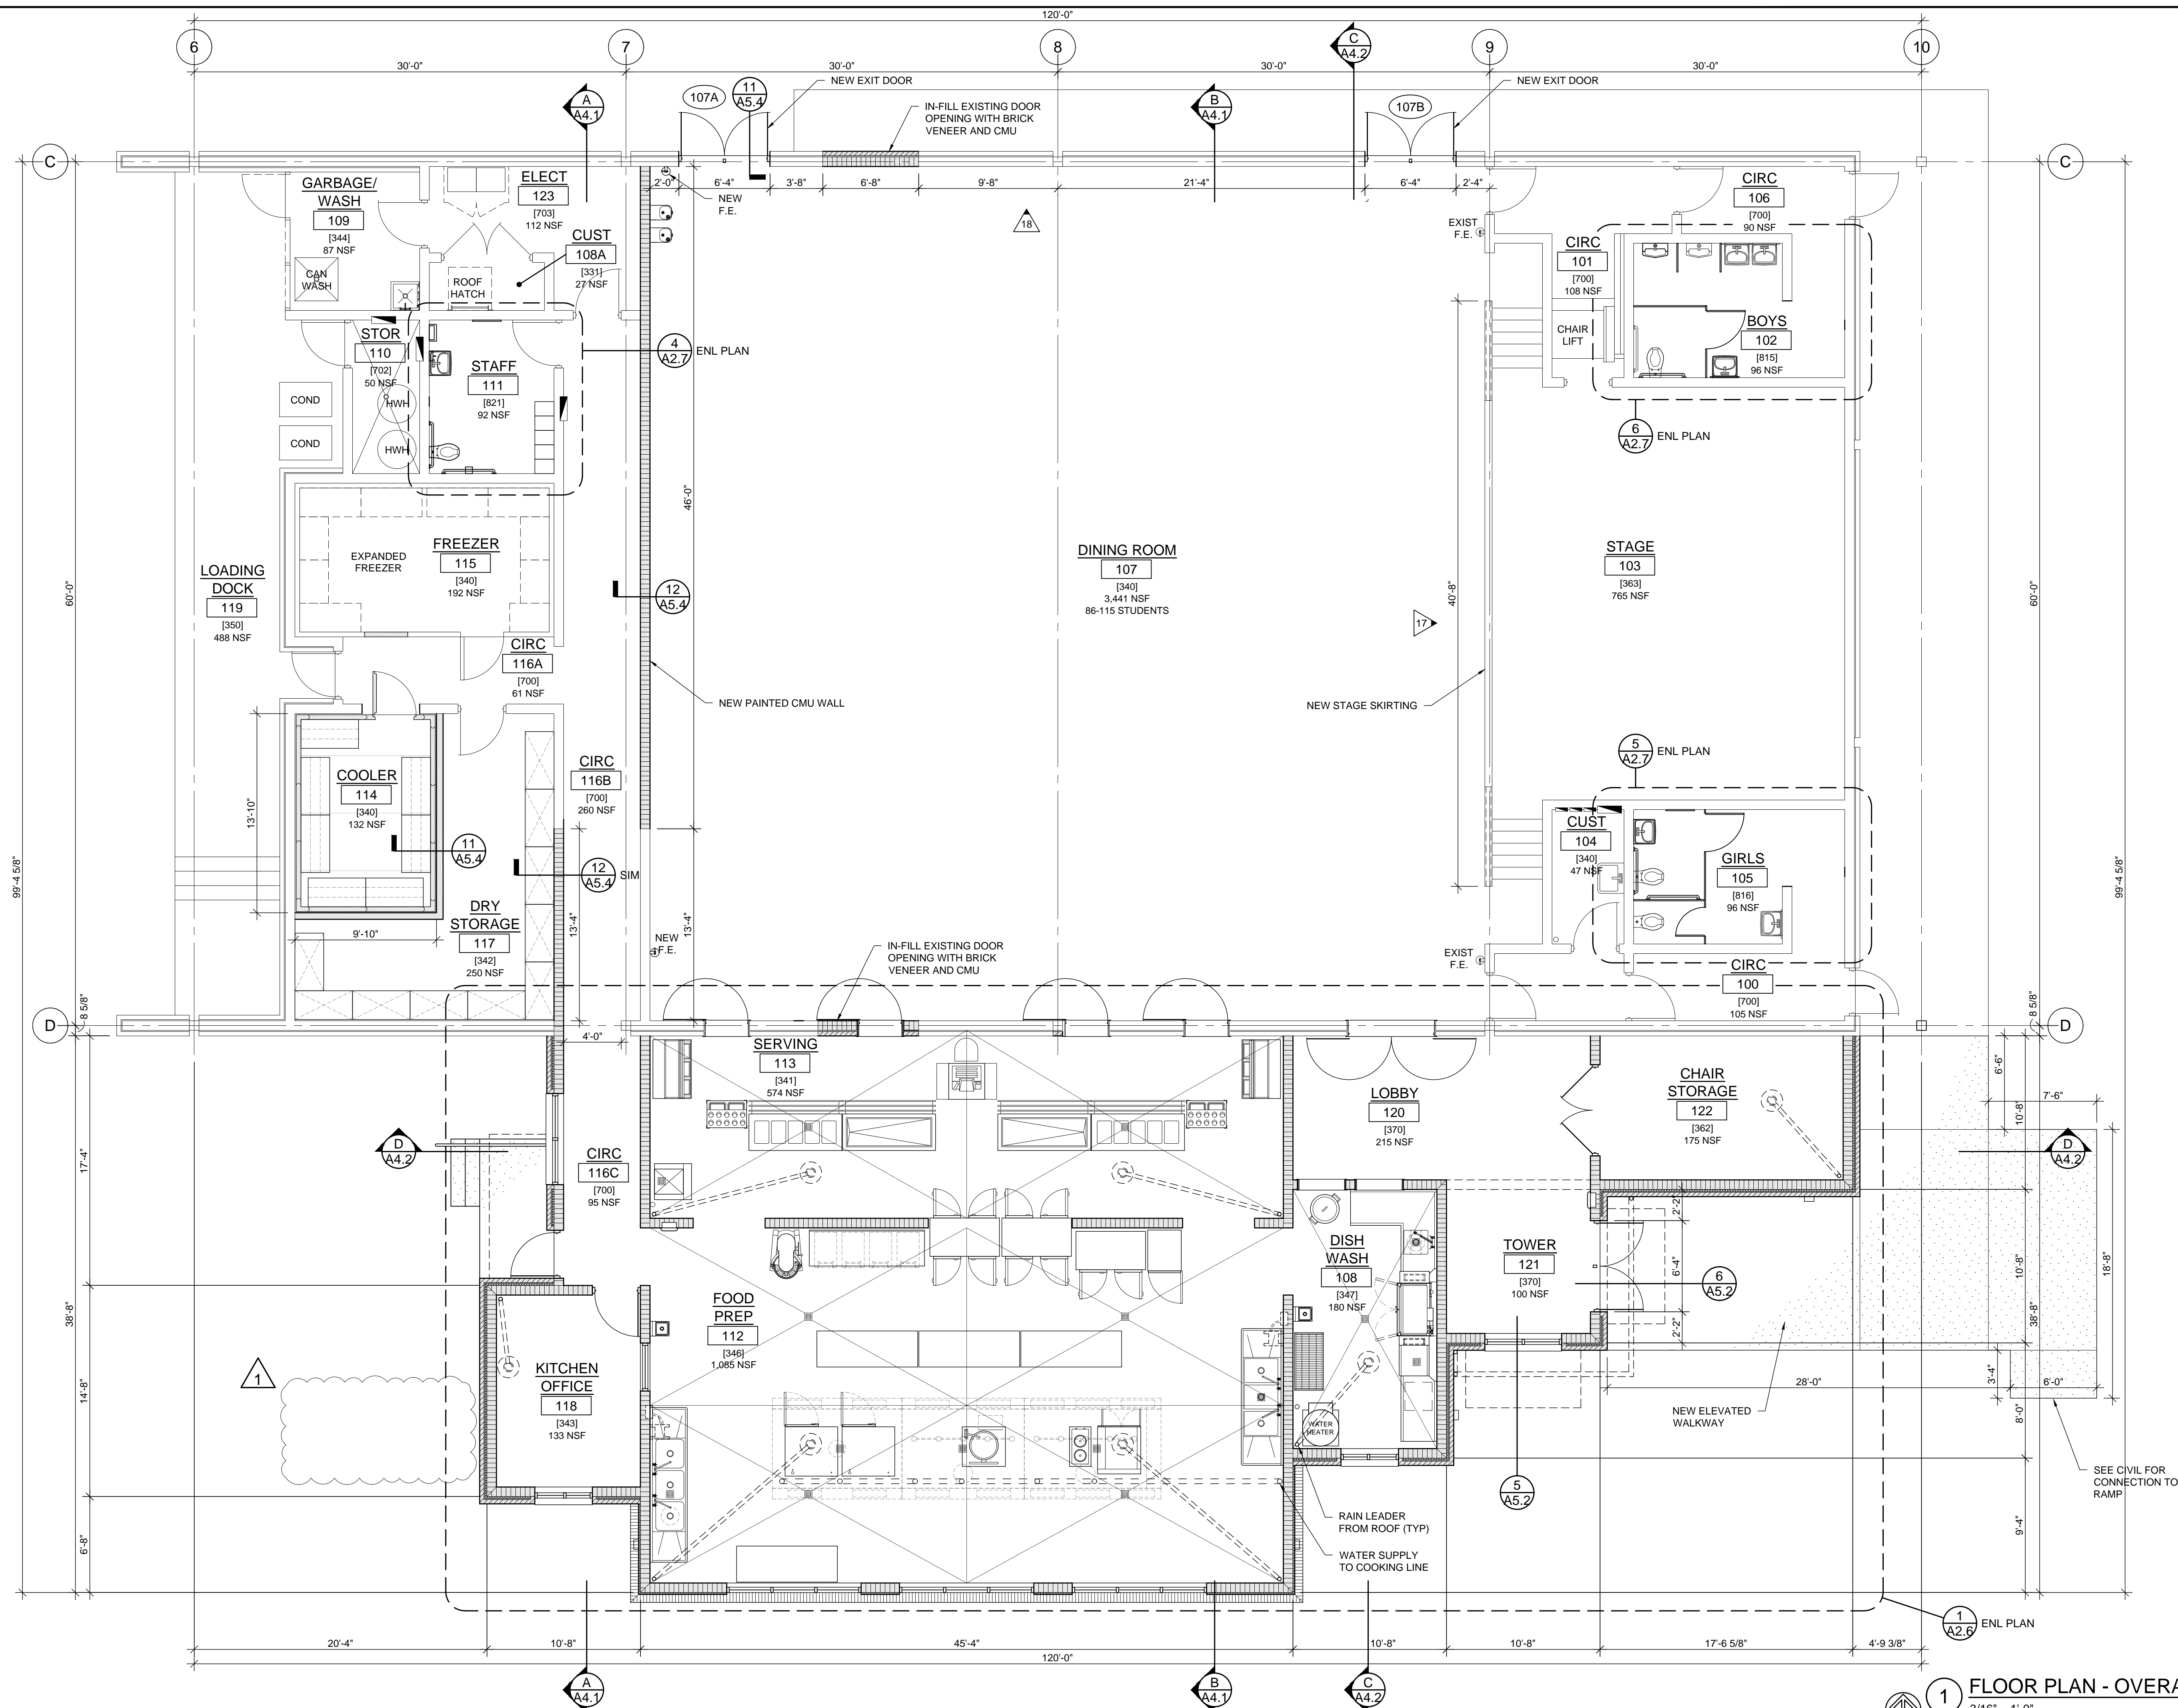 120'-0"
6
7
8
9
10
30'-0"
30'-0"
30'-0"
30'-0"
C
A4.2
A
A4.1
107A
11
A5.4
NEW EXIT DOOR
IN-FILL EXISTING DOOR
OPENING WITH BRICK
VENEER AND CMU
B
A4.1
107B
NEW EXIT DOOR
C
C
2'-0"
6'-4"
3'-8"
6'-8"
9'-8"
21'-4"
6'-4"
2'-4"
GARBAGE/
WASH
109
[344]
87 NSF
CAN
WASH
ELECT
123
[703]
112 NSF
CUST
108A
[331]
27 NSF
ROOF
HATCH
NEW
F.E.
18
EXIST
F.E.
CIRC
106
[700]
90 NSF
CIRC
101
[700]
108 NSF
CHAIR
LIFT
BOYS
102
[815]
96 NSF
STOR
110
[702]
50 NSF
HWH
HWH
STAFF
111
[821]
92 NSF
4
A2.7
ENL PLAN
COND
COND
6
A2.7
ENL PLAN
46'-0"
FREEZER
115
[340]
192 NSF
EXPANDED
FREEZER
LOADING
DOCK
119
[350]
488 NSF
12
A5.4
DINING ROOM
107
[340]
3,441 NSF
86-115 STUDENTS
STAGE
103
[363]
765 NSF
60'-0"
60'-0"
40'-8"
17
CIRC
116A
[700]
61 NSF
NEW PAINTED CMU WALL
NEW STAGE SKIRTING
5
A2.7
ENL PLAN
CIRC
116B
[700]
260 NSF
COOLER
114
[340]
132 NSF
13'-10"
11
A5.4
12
A5.4
SIM
DRY
STORAGE
117
[342]
250 NSF
9'-10"
13'-4"
13'-4"
CUST
104
[340]
47 NSF
GIRLS
105
[816]
96 NSF
99'-4 5/8"
99'-4 5/8"
NEW
F.E.
IN-FILL EXISTING DOOR
OPENING WITH BRICK
VENEER AND CMU
EXIST
F.E.
CIRC
100
[700]
105 NSF
8 5/8"
8 5/8"
D
D
4'-0"
SERVING
113
[341]
574 NSF
LOBBY
120
[370]
215 NSF
CHAIR
STORAGE
122
[362]
175 NSF
6'-6"
7'-6"
10'-8"
D
A4.2
D
A4.2
17'-4"
CIRC
116C
[700]
95 NSF
2'-2"
DISH
WASH
108
[347]
180 NSF
TOWER
121
[370]
100 NSF
6'-4"
6
A5.2
10'-8"
18'-8"
38'-8"
38'-8"
FOOD
PREP
112
[346]
1,085 NSF
2'-2"
KITCHEN
OFFICE
118
[343]
133 NSF
1
14'-8"
3'-4"
28'-0"
6'-0"
NEW ELEVATED
WALKWAY
8'-0"
WATER
HEATER
SEE CIVIL FOR
CONNECTION TO
RAMP
5
A5.2
RAIN LEADER
FROM ROOF (TYP)
WATER SUPPLY
TO COOKING LINE
9'-4"
6'-8"
1
A2.6
ENL PLAN
20'-4"
10'-8"
45'-4"
10'-8"
10'-8"
17'-6 5/8"
4'-9 3/8"
120'-0"
A
A4.1
B
A4.1
C
A4.2
1
FLOOR PLAN - OVERA